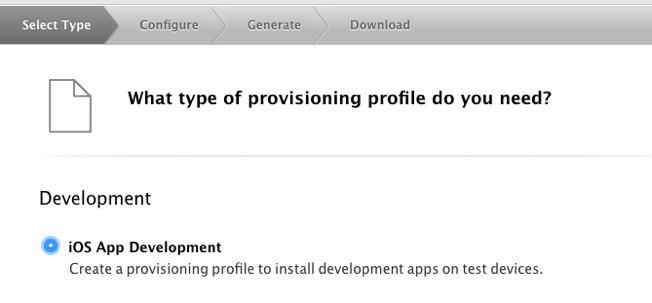 Select Type Configure Generate Download
What type of provisioning profile do you need?
Development
iOS App Development
Create a provisioning profile to install development apps on test devices.